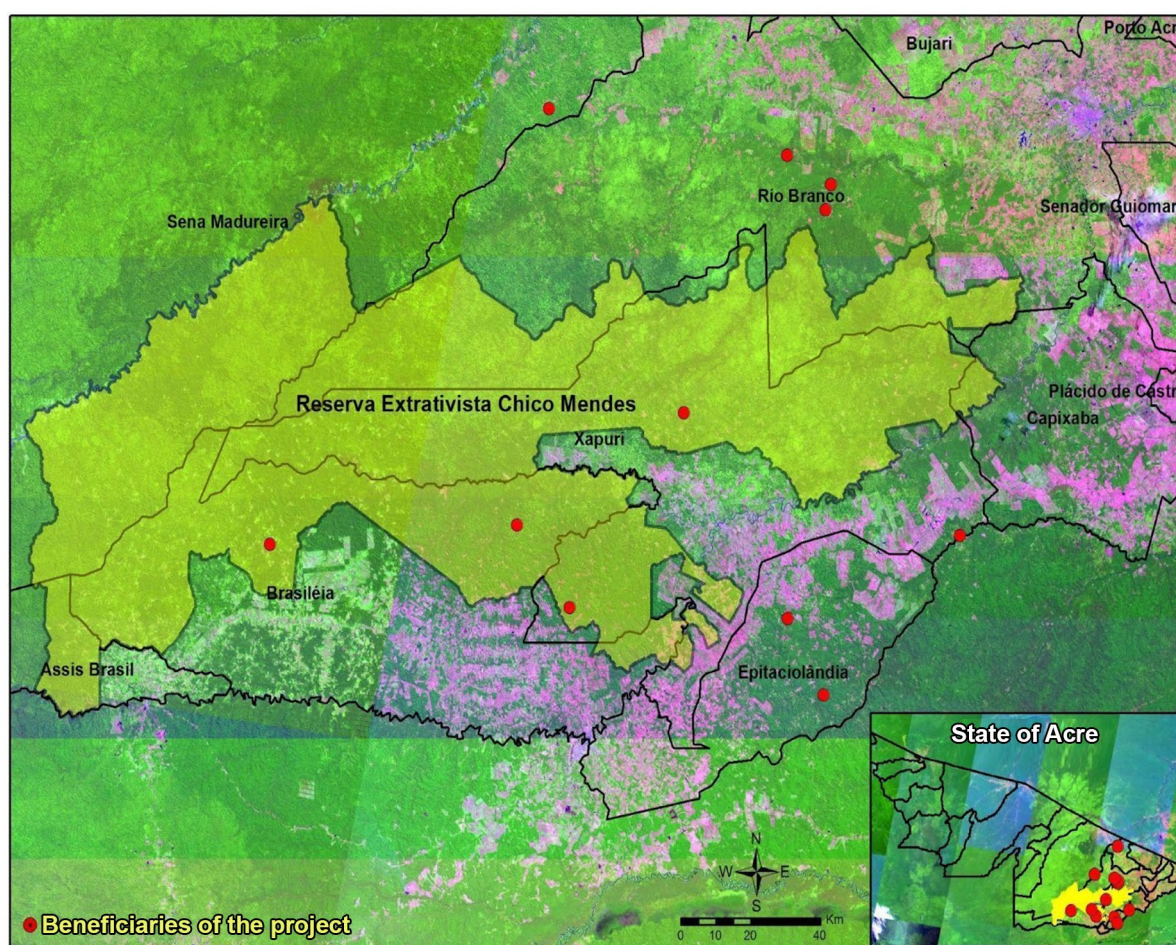 Porto Acr
Bujari
Rio Branco
Sena Madureira
Senador Guiomar
Plácido de Castr
Reserva Extrativista Chico Mendes
Capixaba
Xapuri
Brasiléia
Assis Brasil
Epitaciolândia
State of Acre
N
W E
S
Km
0 10 20 40
Beneficiaries of the project